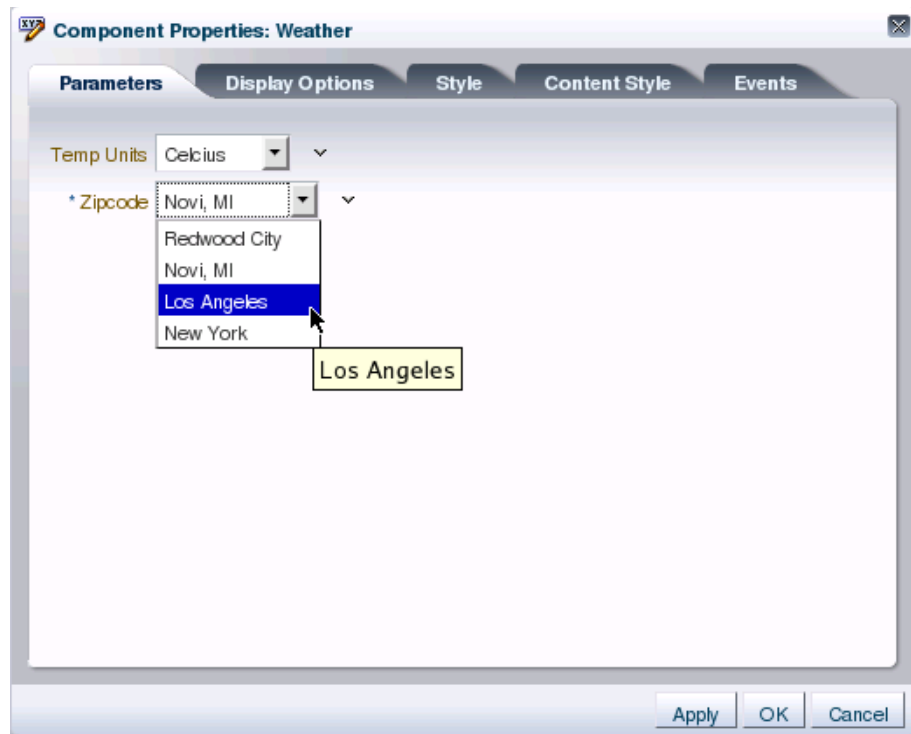 Component Properties: Weather
Parameters Display Options Style Content Style Events
Temp Units Celcius
* Zipcode Novi, MI
Redwood City
Novi, MI
Los Angeles
New York
Los Angeles
Apply OK Cancel